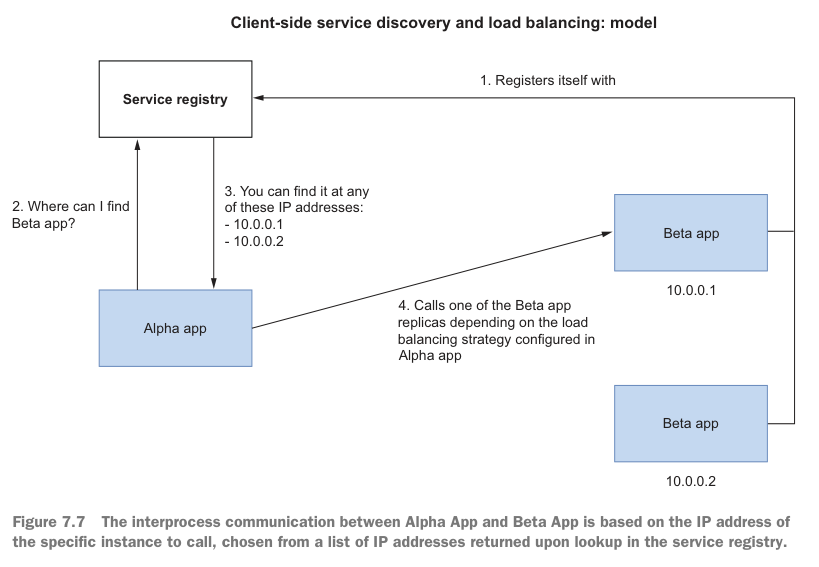 Client-side service discovery and load balancing: model
1. Registers itself with
Service registry
2. Where can I find
Beta app?
3. You can find it at any
of these IP addresses:
- 10.0.0.1
- 10.0.0.2
Beta app
10.0.0.1
Alpha app
4. Calls one of the Beta app
replicas depending on the load
balancing strategy configured in
Alpha app
Beta app
10.0.0.2
Figure 7.7 The interprocess communication between Alpha App and Beta App is based on the IP address of
the specific instance to call, chosen from a list of IP addresses returned upon lookup in the service registry.